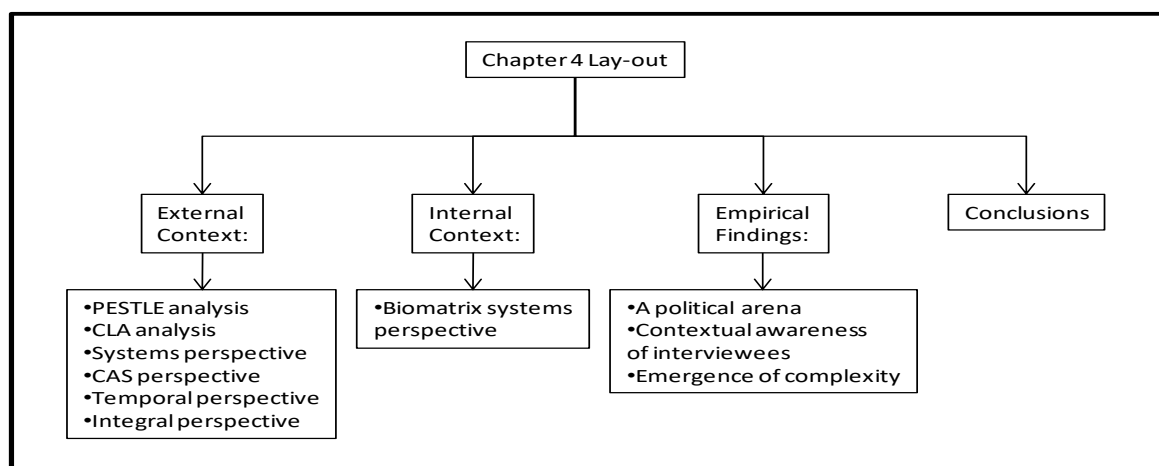 Chapter 4 Lay-out
External
Context:
Internal
Context:
Empirical
Findings:
Conclusions
•PESTLE analysis
•CLA analysis
•Systems perspective
•CAS perspective
•Temporal perspective
•Integral perspective
•Biomatrix systems
perspective
•A political arena
•Contextual awareness
of interviewees
•Emergence of complexity